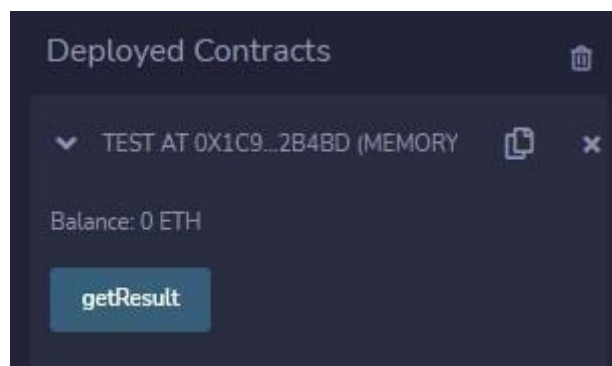 Deployed Contracts
TEST AT 0X1C9...2B4BD (MEMORY
Balance: 0 ETH
getResult